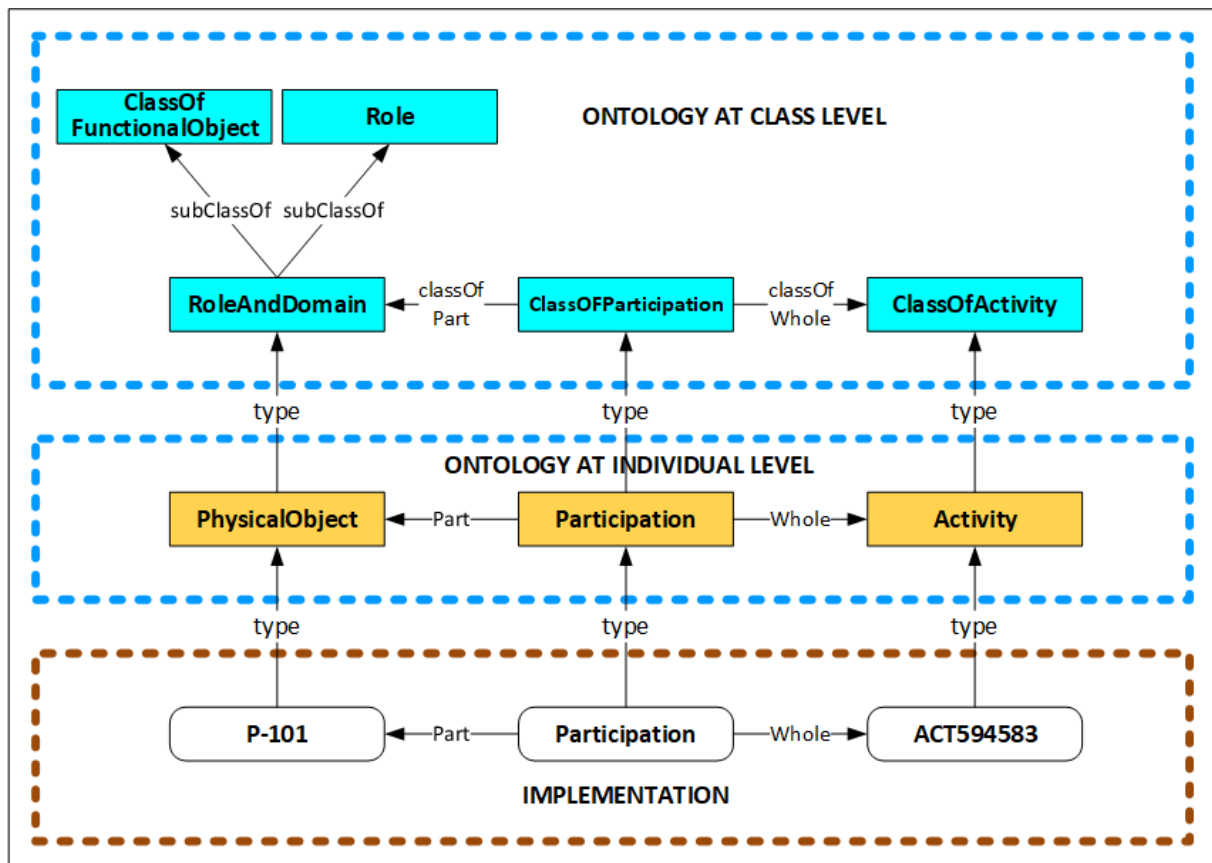 ClassOf
FunctionalObject
Role
ONTOLOGY AT CLASS LEVEL
subClassOf
subClassOf
RoleAndDomain
classOf
Part
ClassOFParticipation
classOf
Whole
ClassOfActivity
type
type
type
ONTOLOGY AT INDIVIDUAL LEVEL
PhysicalObject
Part
Participation
Whole
Activity
type
type
type
P-101
Part
Participation
Whole
ACT594583
IMPLEMENTATION